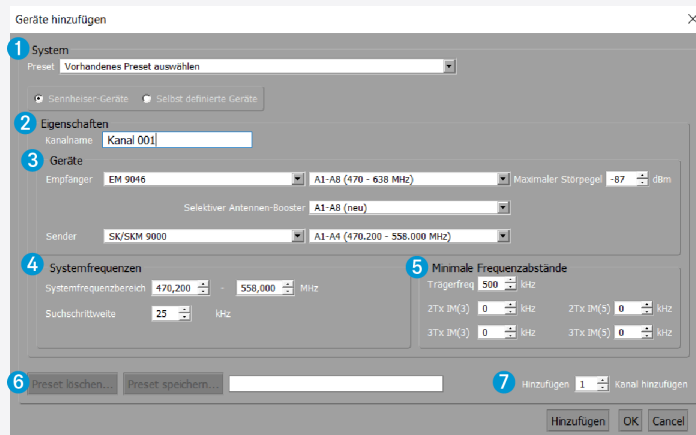 Geräte hinzufügen
1 System
Preset Vorhandenes Preset auswählen
Sennheiser-Geräte Selbst definierte Geräte
2 Eigenschaften
Kanalname Kanal 001
3 Geräte
Empfänger EM 9046 A1-A8 (470 - 638 MHz) Maximaler Störpegel -87 dBm
Selektiver Antennen-Booster A1-A8 (neu)
Sender SK/SKM 9000 A1-A4 (470.200 - 558.000 MHz)
4 Systemfrequenzen
Systemfrequenzbereich 470,200 - 558,000 MHz
Suchschrittweite 25 kHz
5 Minimale Frequenzabstände
Trägerfreq 500 kHz
2Tx IM(3) 0 kHz 2Tx IM(5) 0 kHz
3Tx IM(3) 0 kHz 3Tx IM(5) 0 kHz
6 Preset löschen... Preset speichern...
7 Hinzufügen 1 Kanal hinzufügen
Hinzufügen OK Cancel